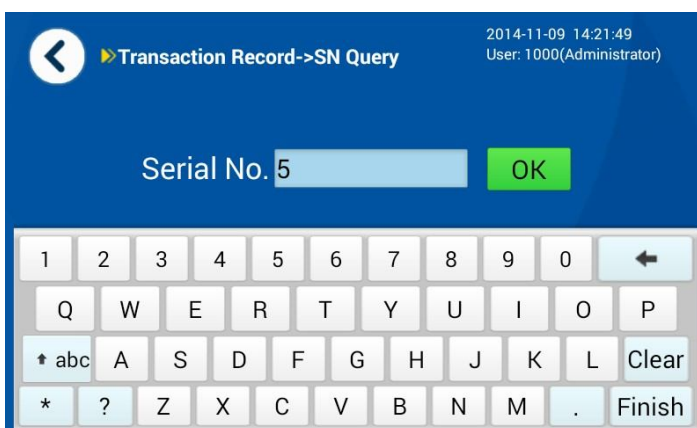 2014-11-09 14:21:49
»Transaction Record->SN Query
User: 1000(Administrator)
Serial No. 5 OK
1 2 3 4 5 6 7 8 9 0
Q W E R T Y U I O P
abc A S D F G H J K L Clear
* ? Z X C V B N M . Finish